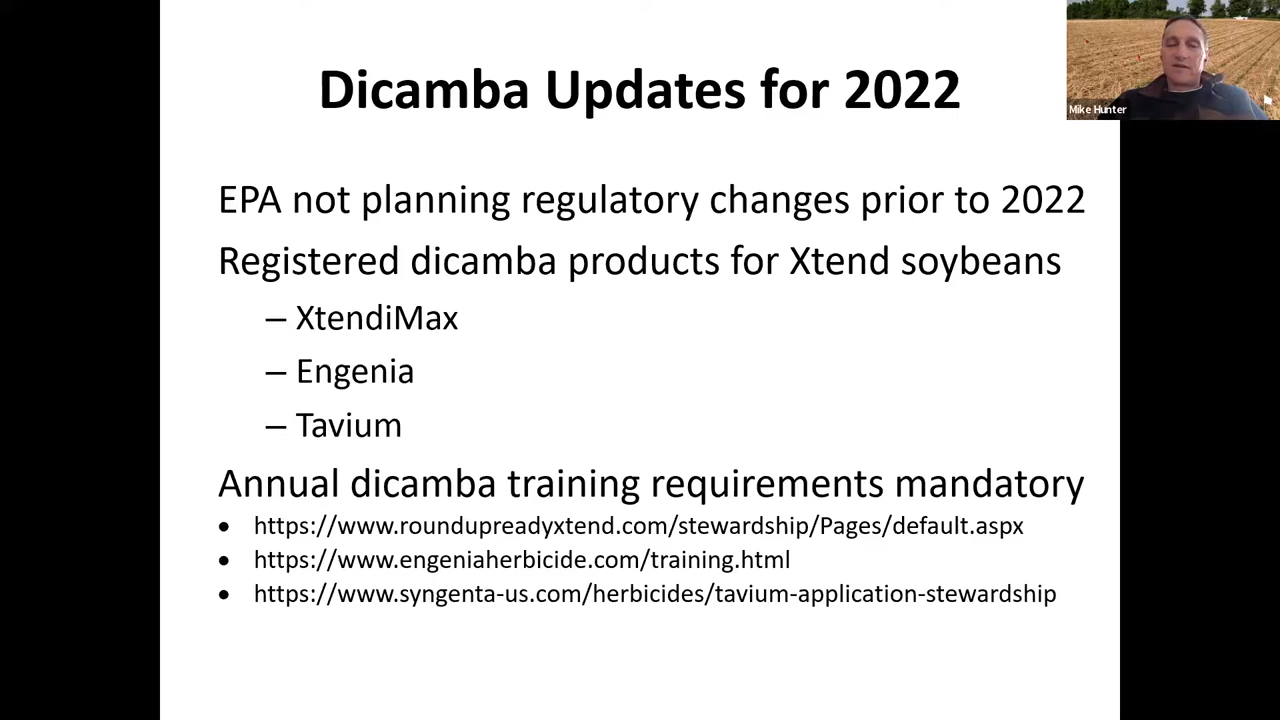 Dicamba Updates for 2022
Mike Hunter
EPA not planning regulatory changes prior to 2022
Registered dicamba products for Xtend soybeans
– XtendiMax
– Engenia
– Tavium
Annual dicamba training requirements mandatory
• https://www.roundupreadyxtend.com/stewardship/Pages/default.aspx
• https://www.engeniaherbicide.com/training.html
• https://www.syngenta-us.com/herbicides/tavium-application-stewardship